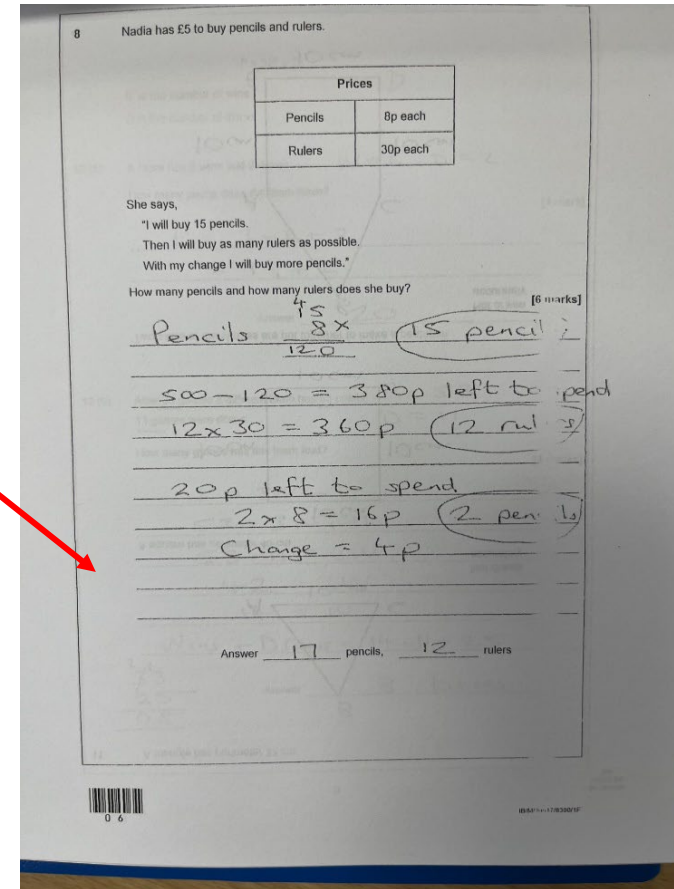 8 Nadia has £5 to buy pencils and rulers.
Prices
Pencils 8p each
Rulers 30p each
She says,
"I will buy 15 pencils.
Then I will buy as many rulers as possible.
With my change I will buy more pencils."
How many pencils and how many rulers does she buy?
[6 marks]
4
15
Pencils 8 × 15 pencil
120
500 - 120 = 380p left to pend
12 × 30 = 360p 12 rul s
20p left to spend
2 × 8 = 16p 2 pen ls
Change = 4p
Answer 17 pencils, 12 rulers
0 6